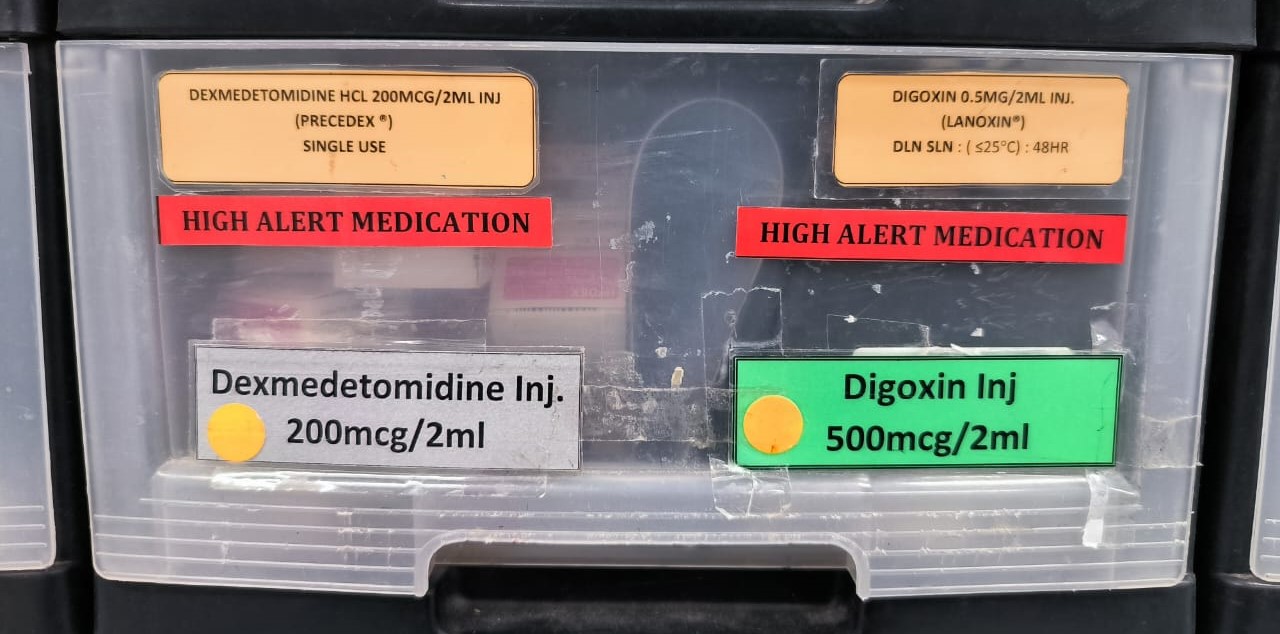 DEXMEDETOMIDINE HCL 200MCG/2ML INJ
(PRECEDEX ®)
SINGLE USE
HIGH ALERT MEDICATION
Dexmedetomidine Inj.
200mcg/2ml
DIGOXIN 0.5MG/2ML INJ.
(LANOXIN®)
DLN SLN : ( ≤25°C) : 48HR
HIGH ALERT MEDICATION
Digoxin Inj
500mcg/2ml